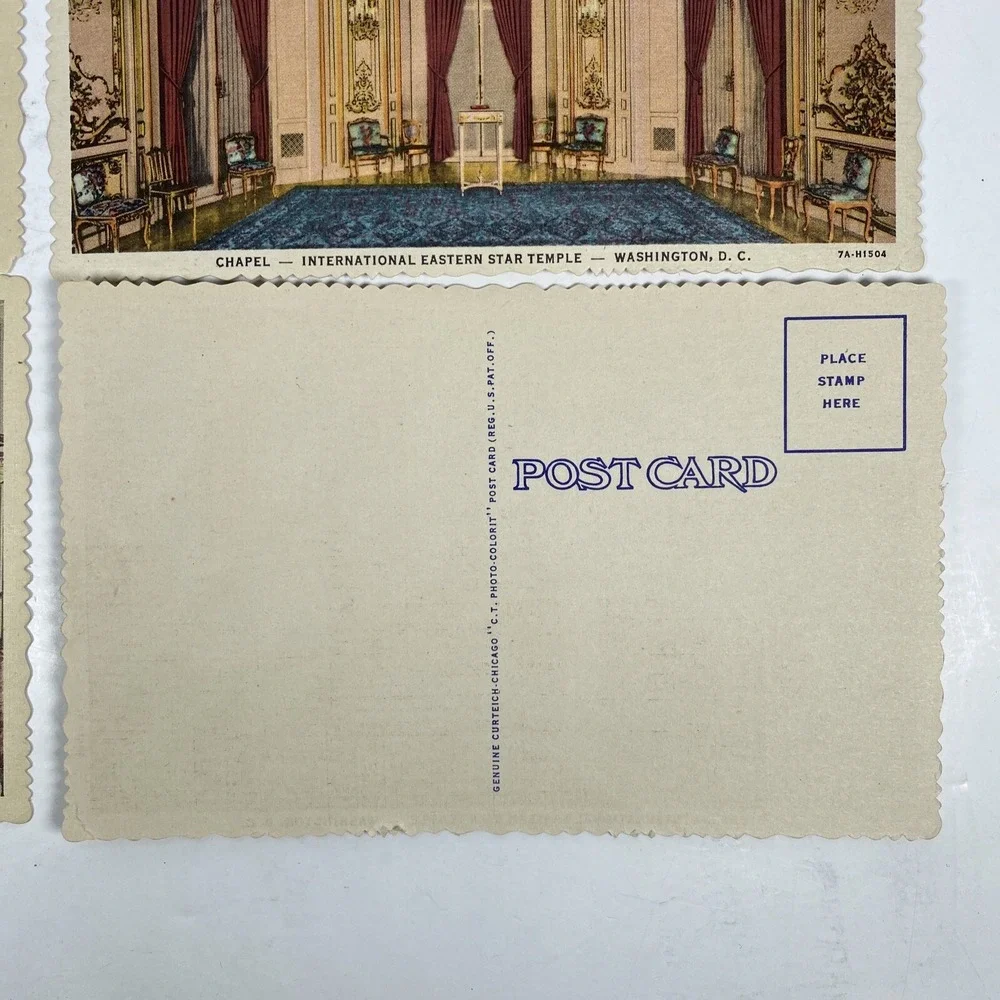 CHAPEL — INTERNATIONAL EASTERN STAR TEMPLE — WASHINGTON, D. C.
7A-H1504
PLACE
STAMP
HERE
POST CARD
GENUINE CURTEICH-CHICAGO "C.T. PHOTO-COLORIT" POST CARD (REG. U.S. PAT. OFF.)